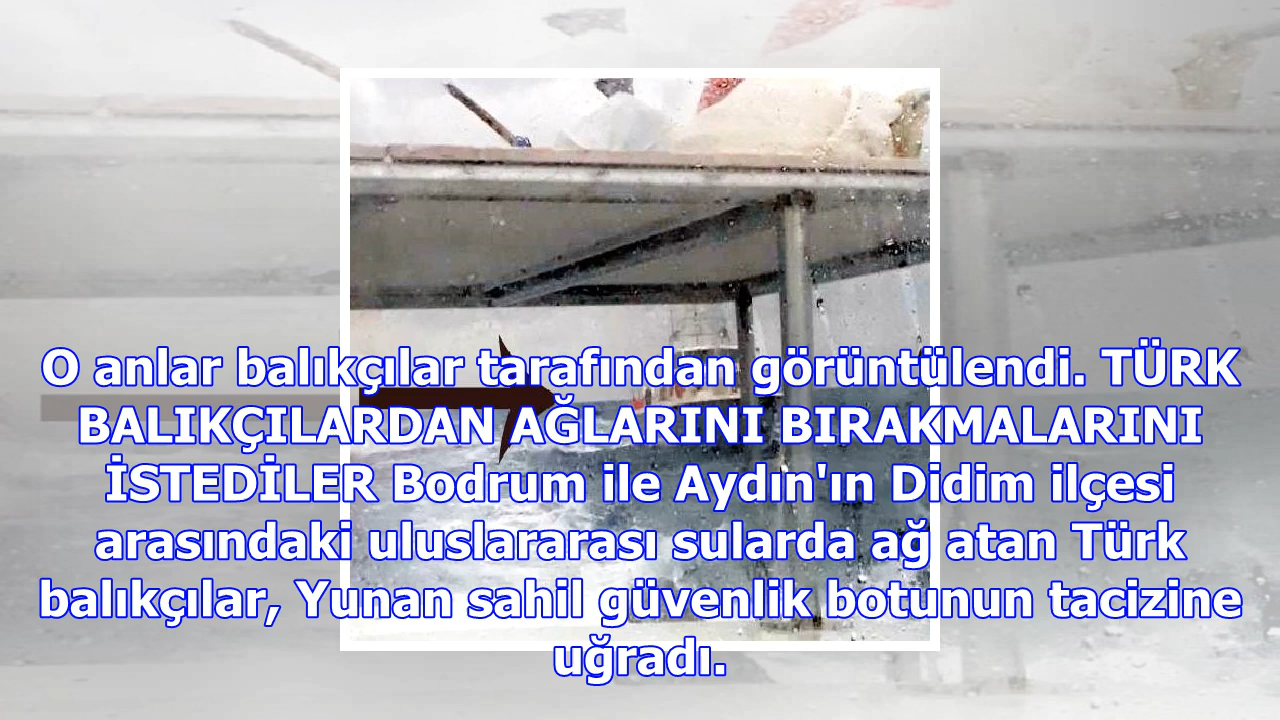 O anlar balıkçılar tarafından görüntülendi. TÜRK
BALIKÇILARDAN AĞLARINI BIRAKMALARINI
İSTEDİLER Bodrum ile Aydın'ın Didim ilçesi
arasındaki uluslararası sularda ağ atan Türk
balıkçılar, Yunan sahil güvenlik botunun tacizine
uğradı.